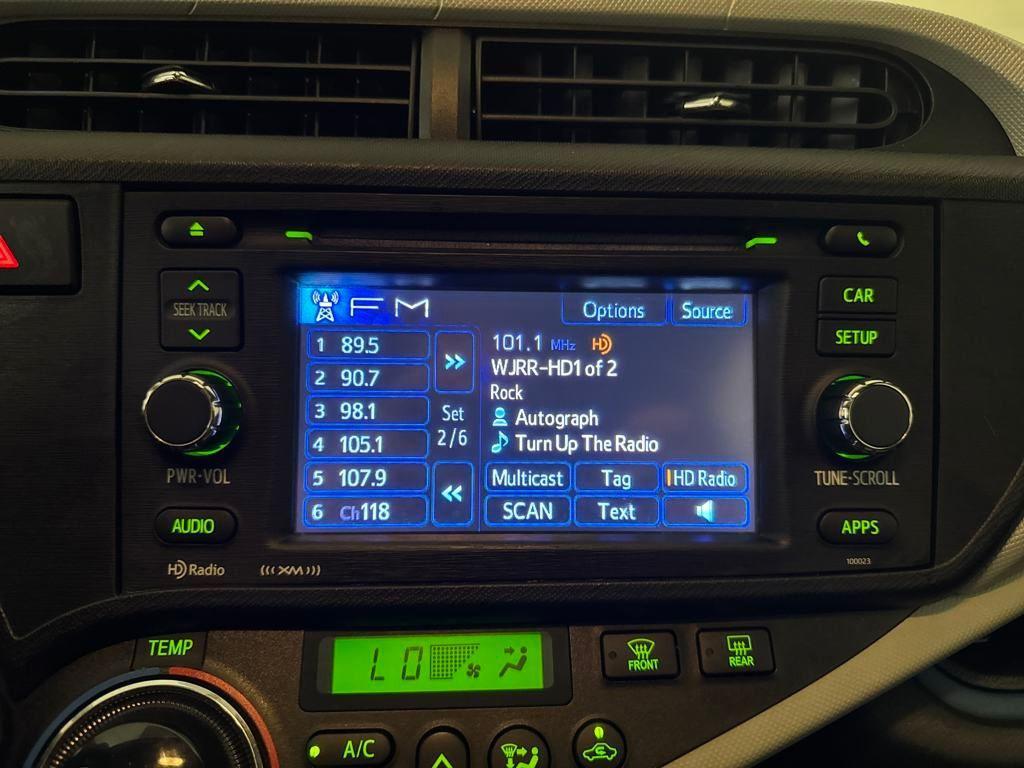 SEEK TRACK
PWR·VOL
AUDIO
HD Radio
((( XM )))
FM
Options
Source
1 89.5
2 90.7
3 98.1
4 105.1
5 107.9
6 Ch118
Set
2/6
101.1 MHz HD
WJRR-HD1 of 2
Rock
Autograph
Turn Up The Radio
Multicast
Tag
HD Radio
SCAN
Text
CAR
SETUP
TUNE·SCROLL
APPS
100023
TEMP
LO
FRONT
REAR
A/C